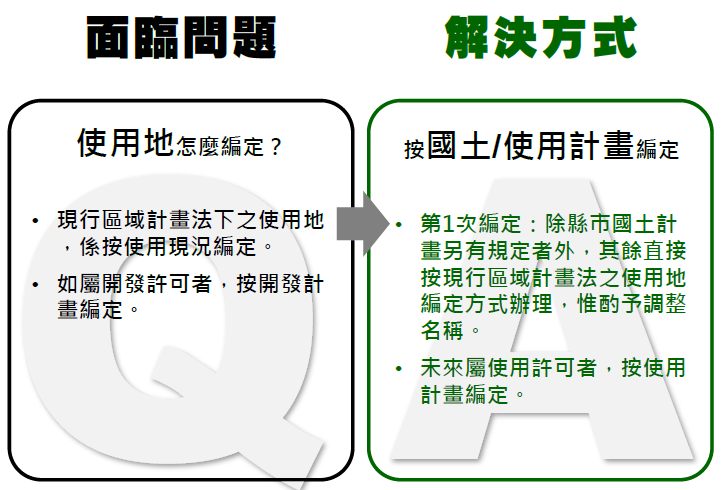 面臨問題
解決方式
使用地怎麼編定？
• 現行區域計畫法下之使用地
，係按使用現況編定。
• 如屬開發許可者，按開發計
畫編定。
按國土/使用計畫編定
• 第1次編定：除縣市國土計
畫另有規定者外，其餘直接
按現行區域計畫法之使用地
編定方式辦理，惟酌予調整
名稱。
• 未來屬使用許可者，按使用
計畫編定。
Q
A